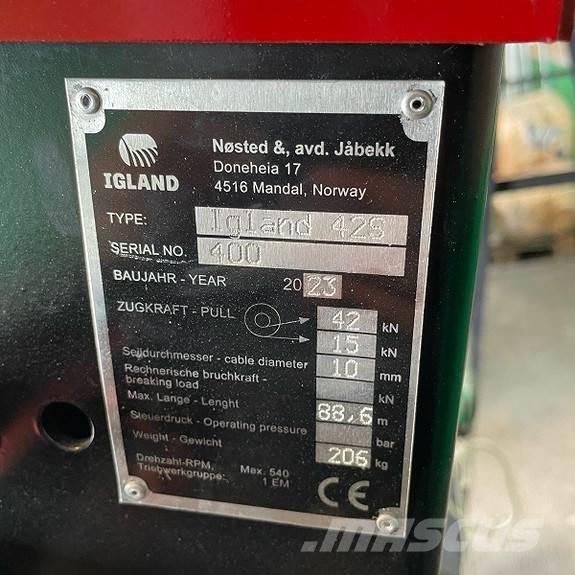 Nøsted &, avd. Jåbekk
Doneheia 17
4516 Mandal, Norway
IGLAND
TYPE: Igland 42S
SERIAL NO. 400
BAUJAHR - YEAR 2023
ZUGKRAFT - PULL 42 kN
15 kN
Seildurchmesser - cable diameter 10 mm
Rechnerische bruchkraft -
breaking load kN
Max. Lange - Lenght 88,6 m
Steuerdruck - Operating pressure bar
Weight - Gewicht 206 kg
Drehzahl-RPM, Max. 540
Triebwerkgruppe: 1 EM
CE
mascus